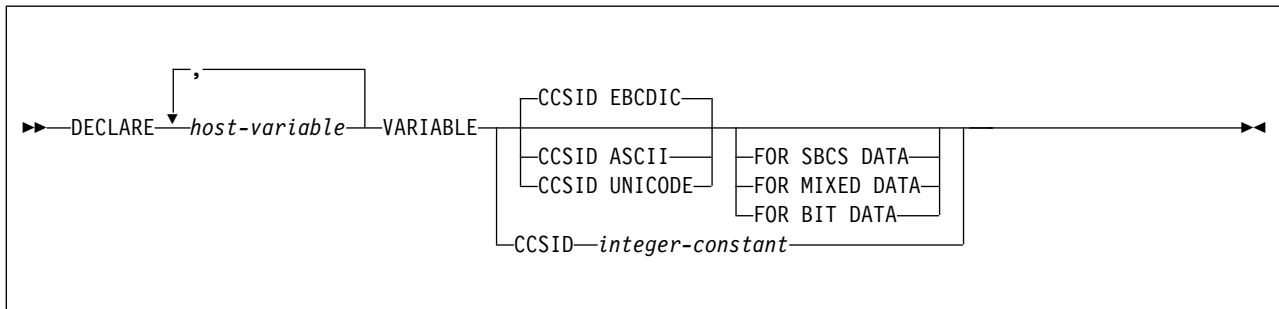 ,
CCSID EBCDIC
DECLARE host-variable VARIABLE
CCSID ASCII FOR SBCS DATA
CCSID UNICODE FOR MIXED DATA
FOR BIT DATA
CCSID integer-constant